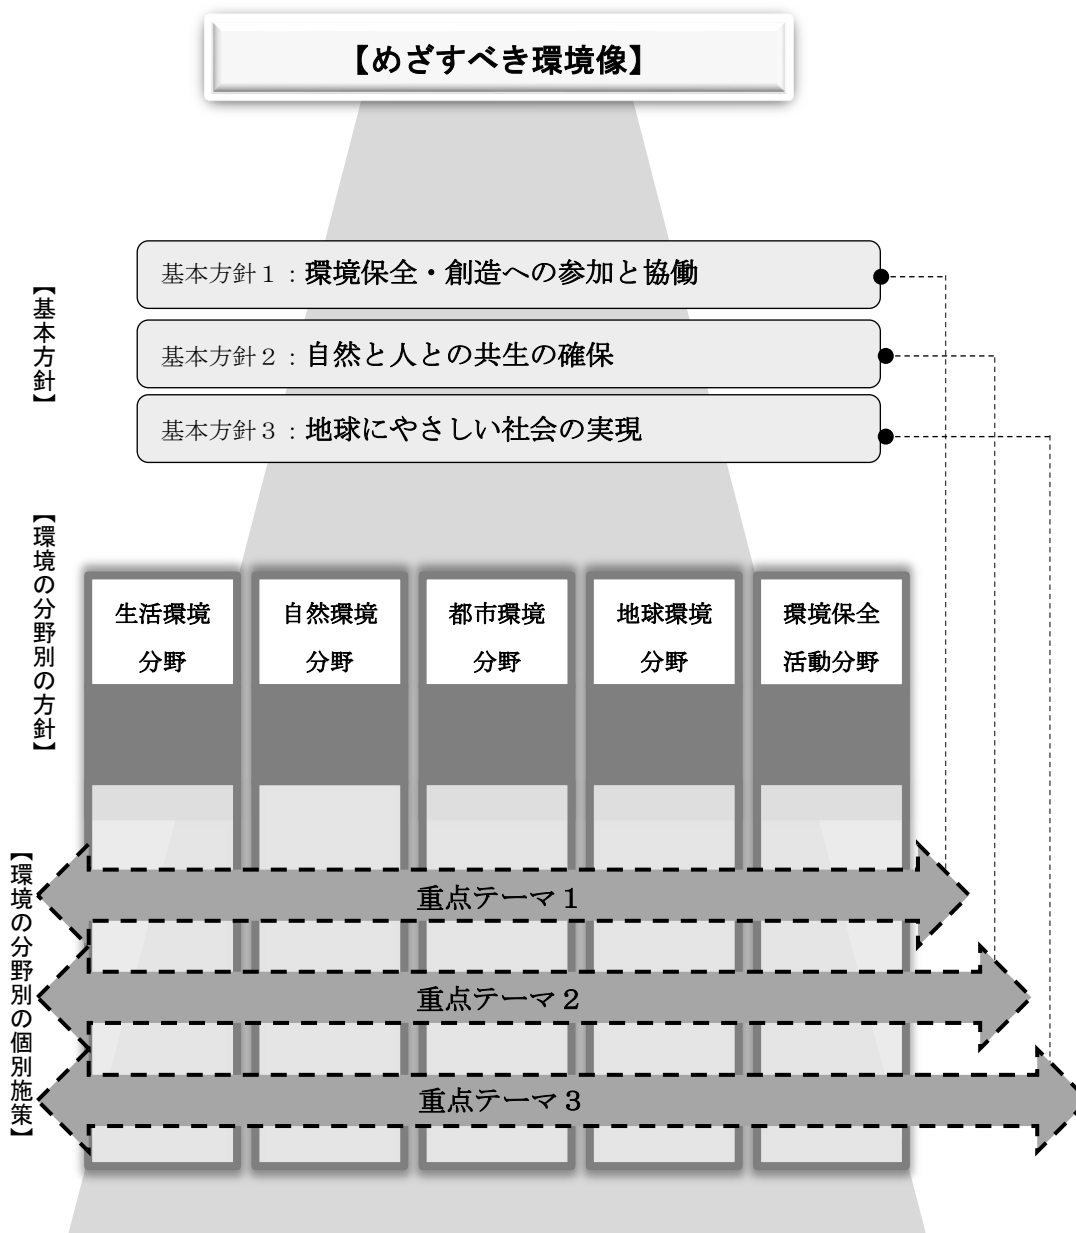 【めざすべき環境像】
【基本方針】
基本方針１：環境保全・創造への参加と協働
基本方針２：自然と人との共生の確保
基本方針３：地球にやさしい社会の実現
【環境の分野別の方針】
生活環境
分野
自然環境
分野
都市環境
分野
地球環境
分野
環境保全
活動分野
【環境の分野別の個別施策】
重点テーマ１
重点テーマ２
重点テーマ３